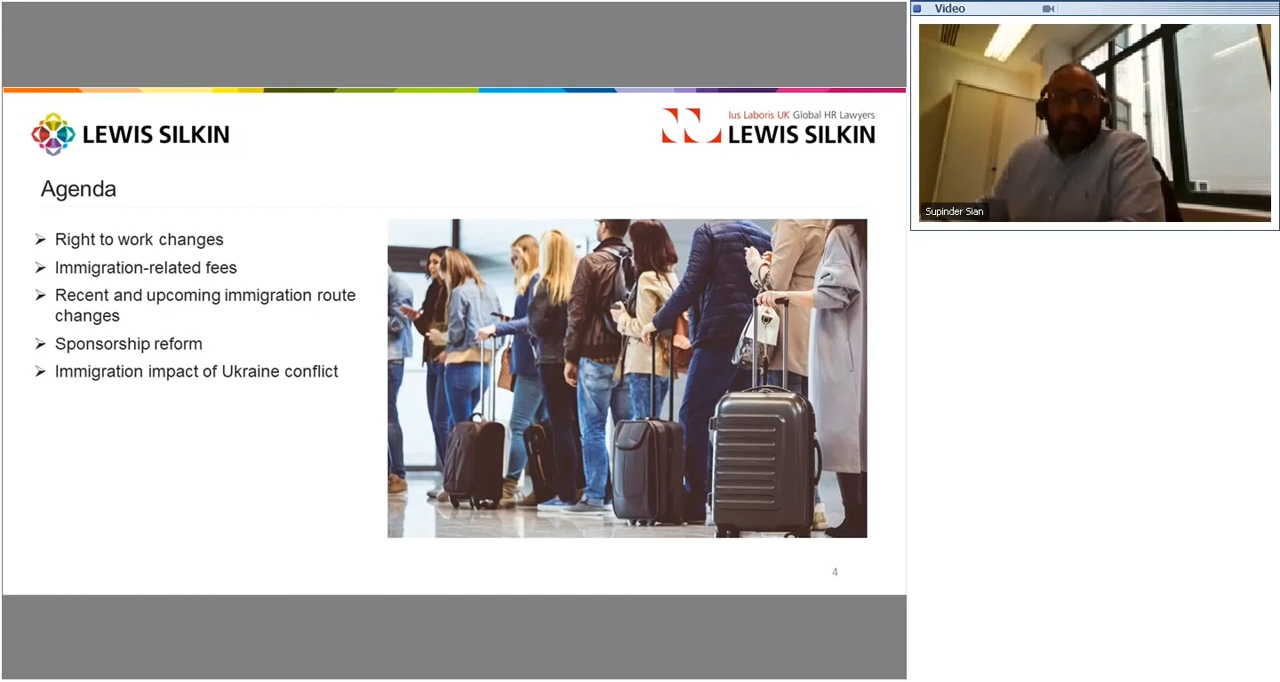 LEWIS SILKIN
Ius Laboris UK Global HR Lawyers
LEWIS SILKIN
Agenda
➢ Right to work changes
➢ Immigration-related fees
➢ Recent and upcoming immigration route
changes
➢ Sponsorship reform
➢ Immigration impact of Ukraine conflict
4
Video
Supinder Sian